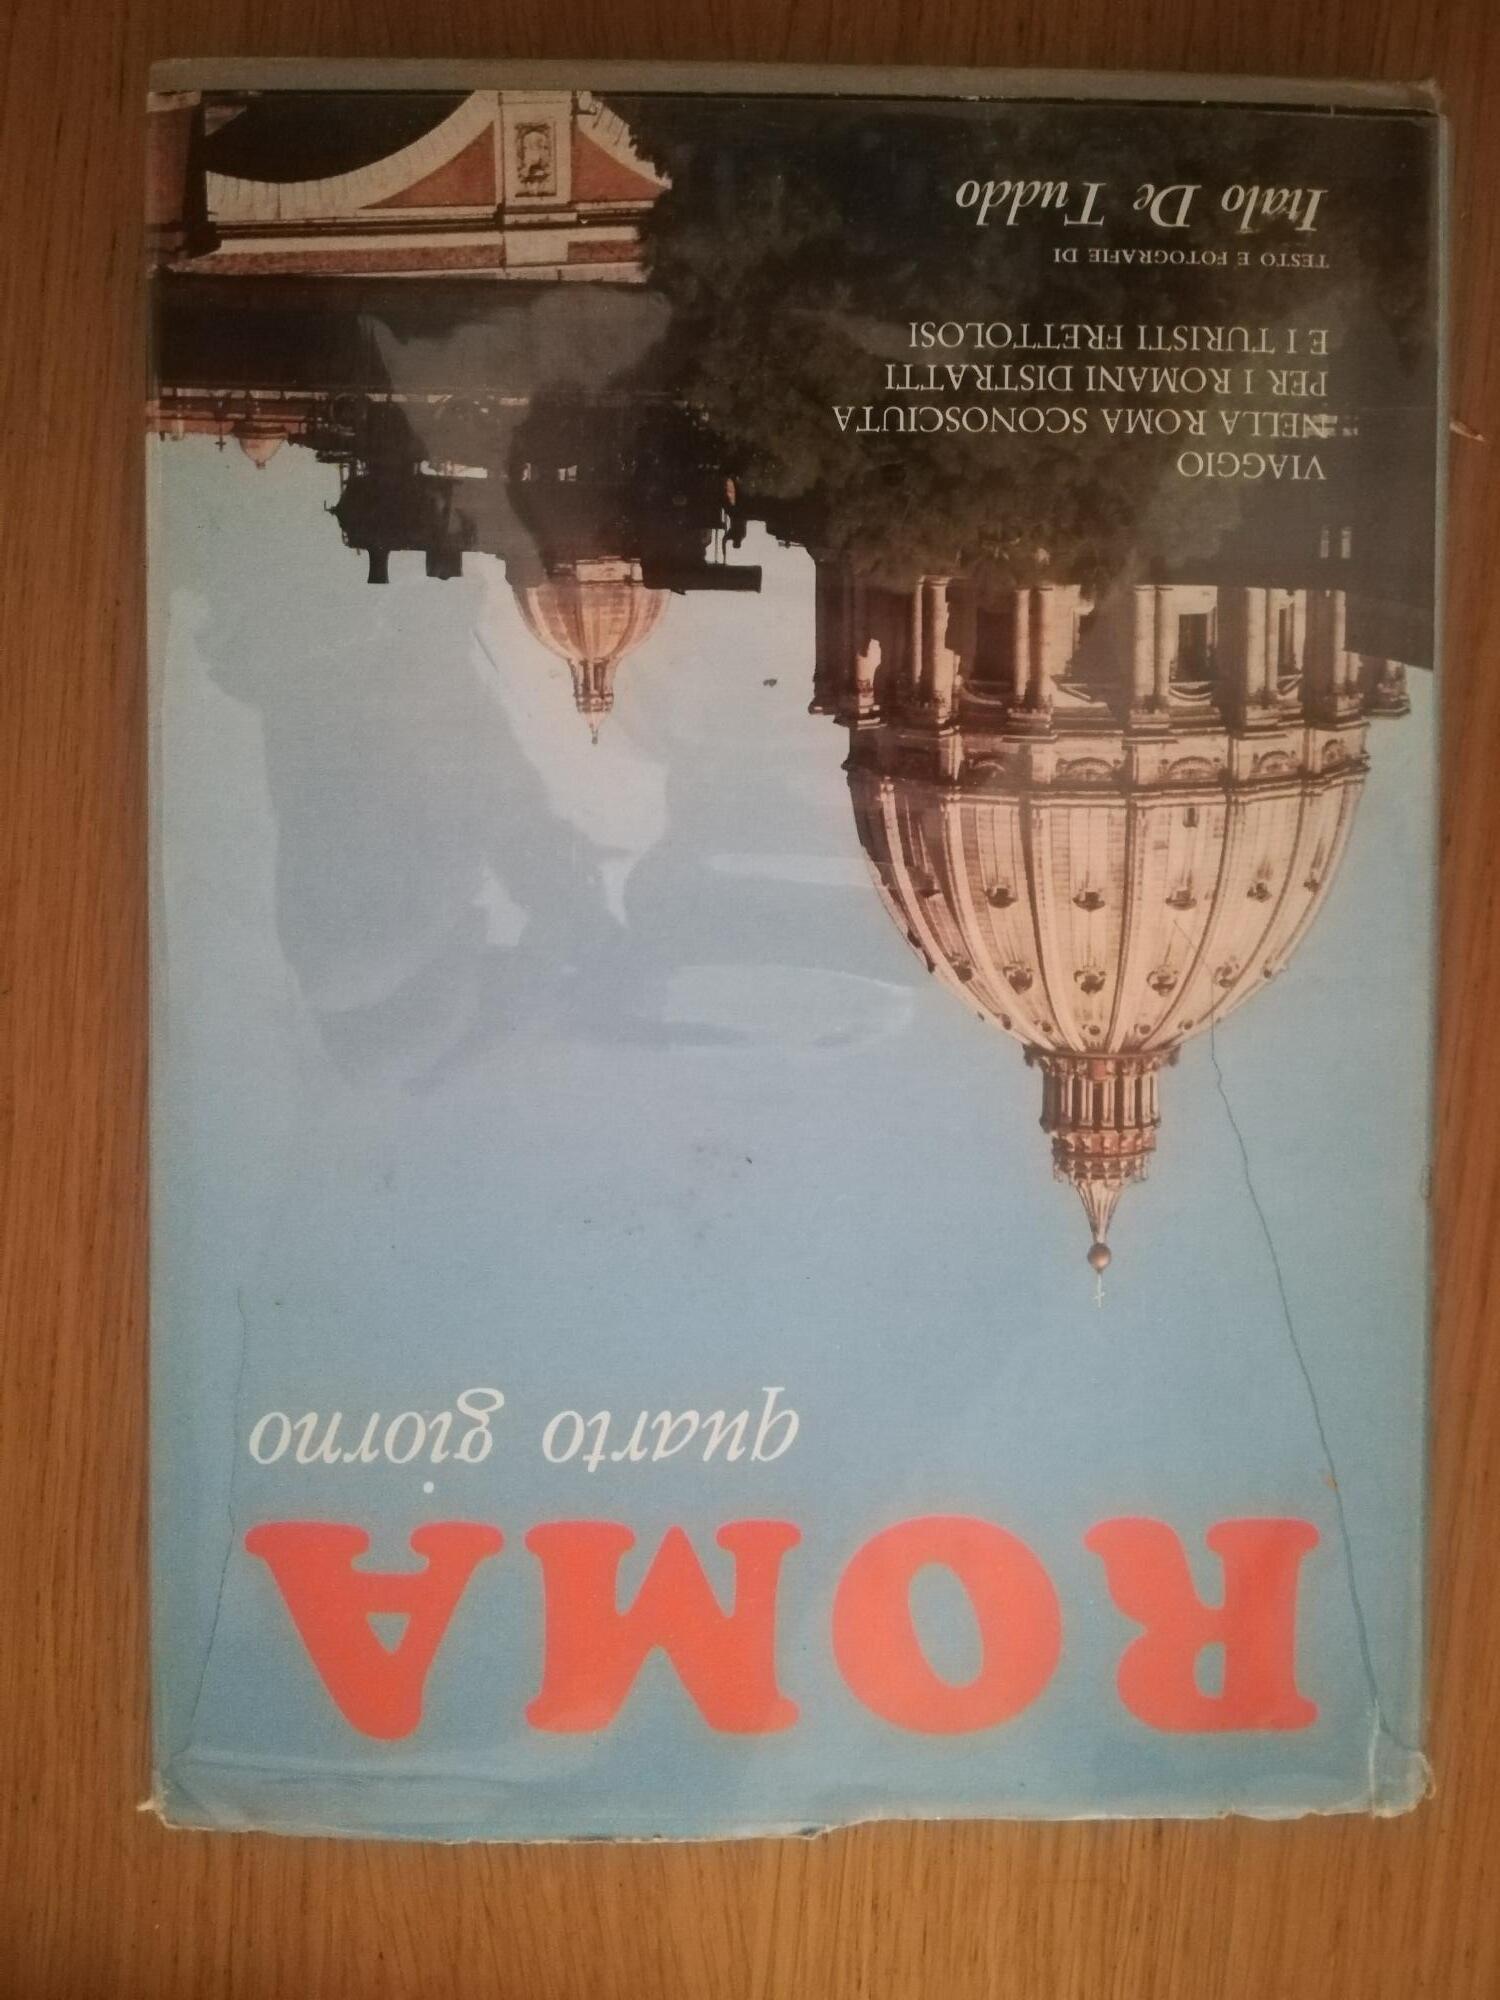 ROMA
quarto giorno
VIAGGIO
NELLA ROMA SCONOSCIUTA
PER I ROMANI DISTRATTI
E I TURISTI FRETTOLOSI
TESTO E FOTOGRAFIE DI
Italo De Tuddo